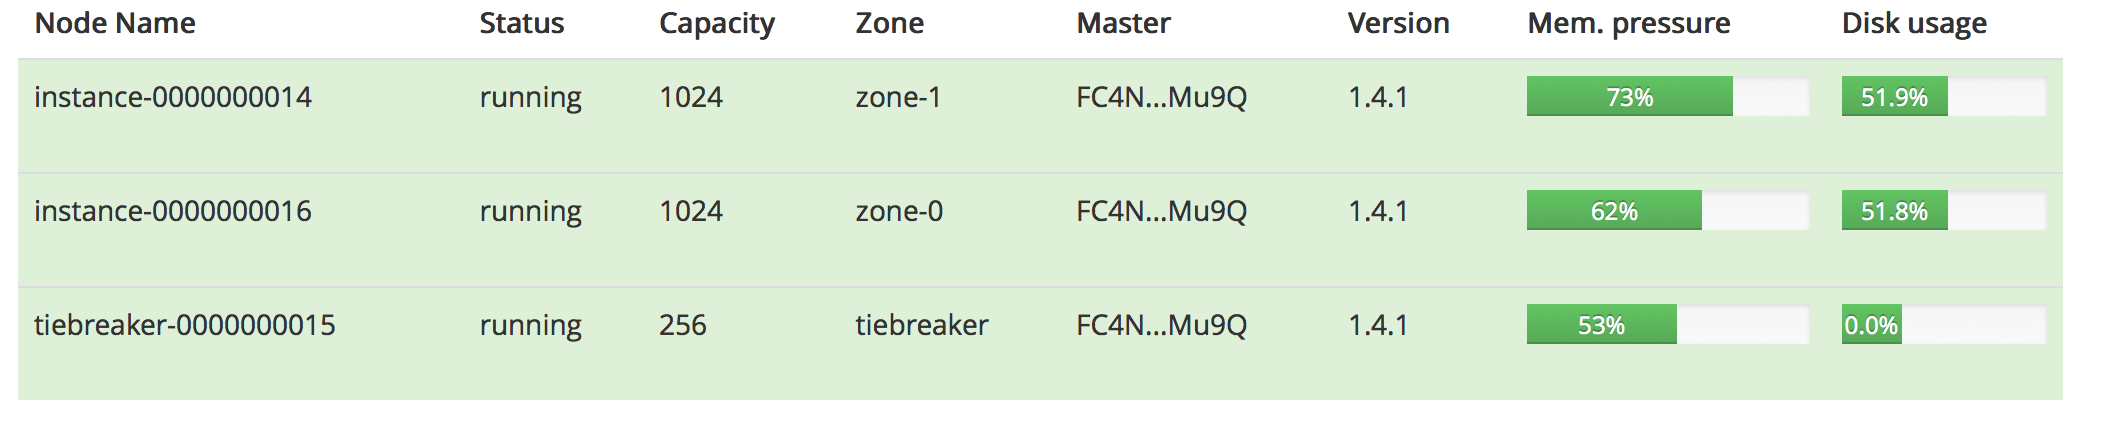 Node Name Status Capacity Zone Master Version Mem. pressure Disk usage
instance-0000000014 running 1024 zone-1 FC4N...Mu9Q 1.4.1 73% 51.9%
instance-0000000016 running 1024 zone-0 FC4N...Mu9Q 1.4.1 62% 51.8%
tiebreaker-0000000015 running 256 tiebreaker FC4N...Mu9Q 1.4.1 53% 0.0%